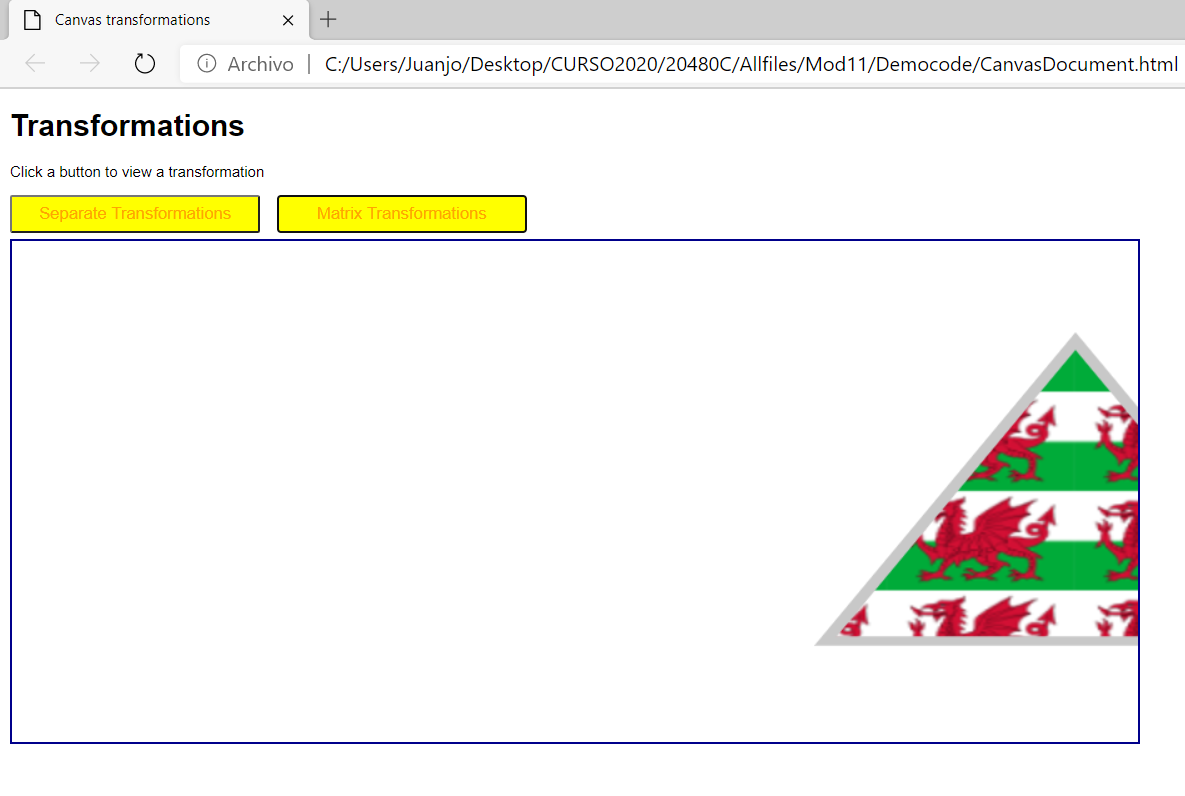 Canvas transformations
Archivo | C:/Users/Juanjo/Desktop/CURSO2020/20480C/Allfiles/Mod11/Democode/CanvasDocument.html
Transformations
Click a button to view a transformation
Separate Transformations Matrix Transformations